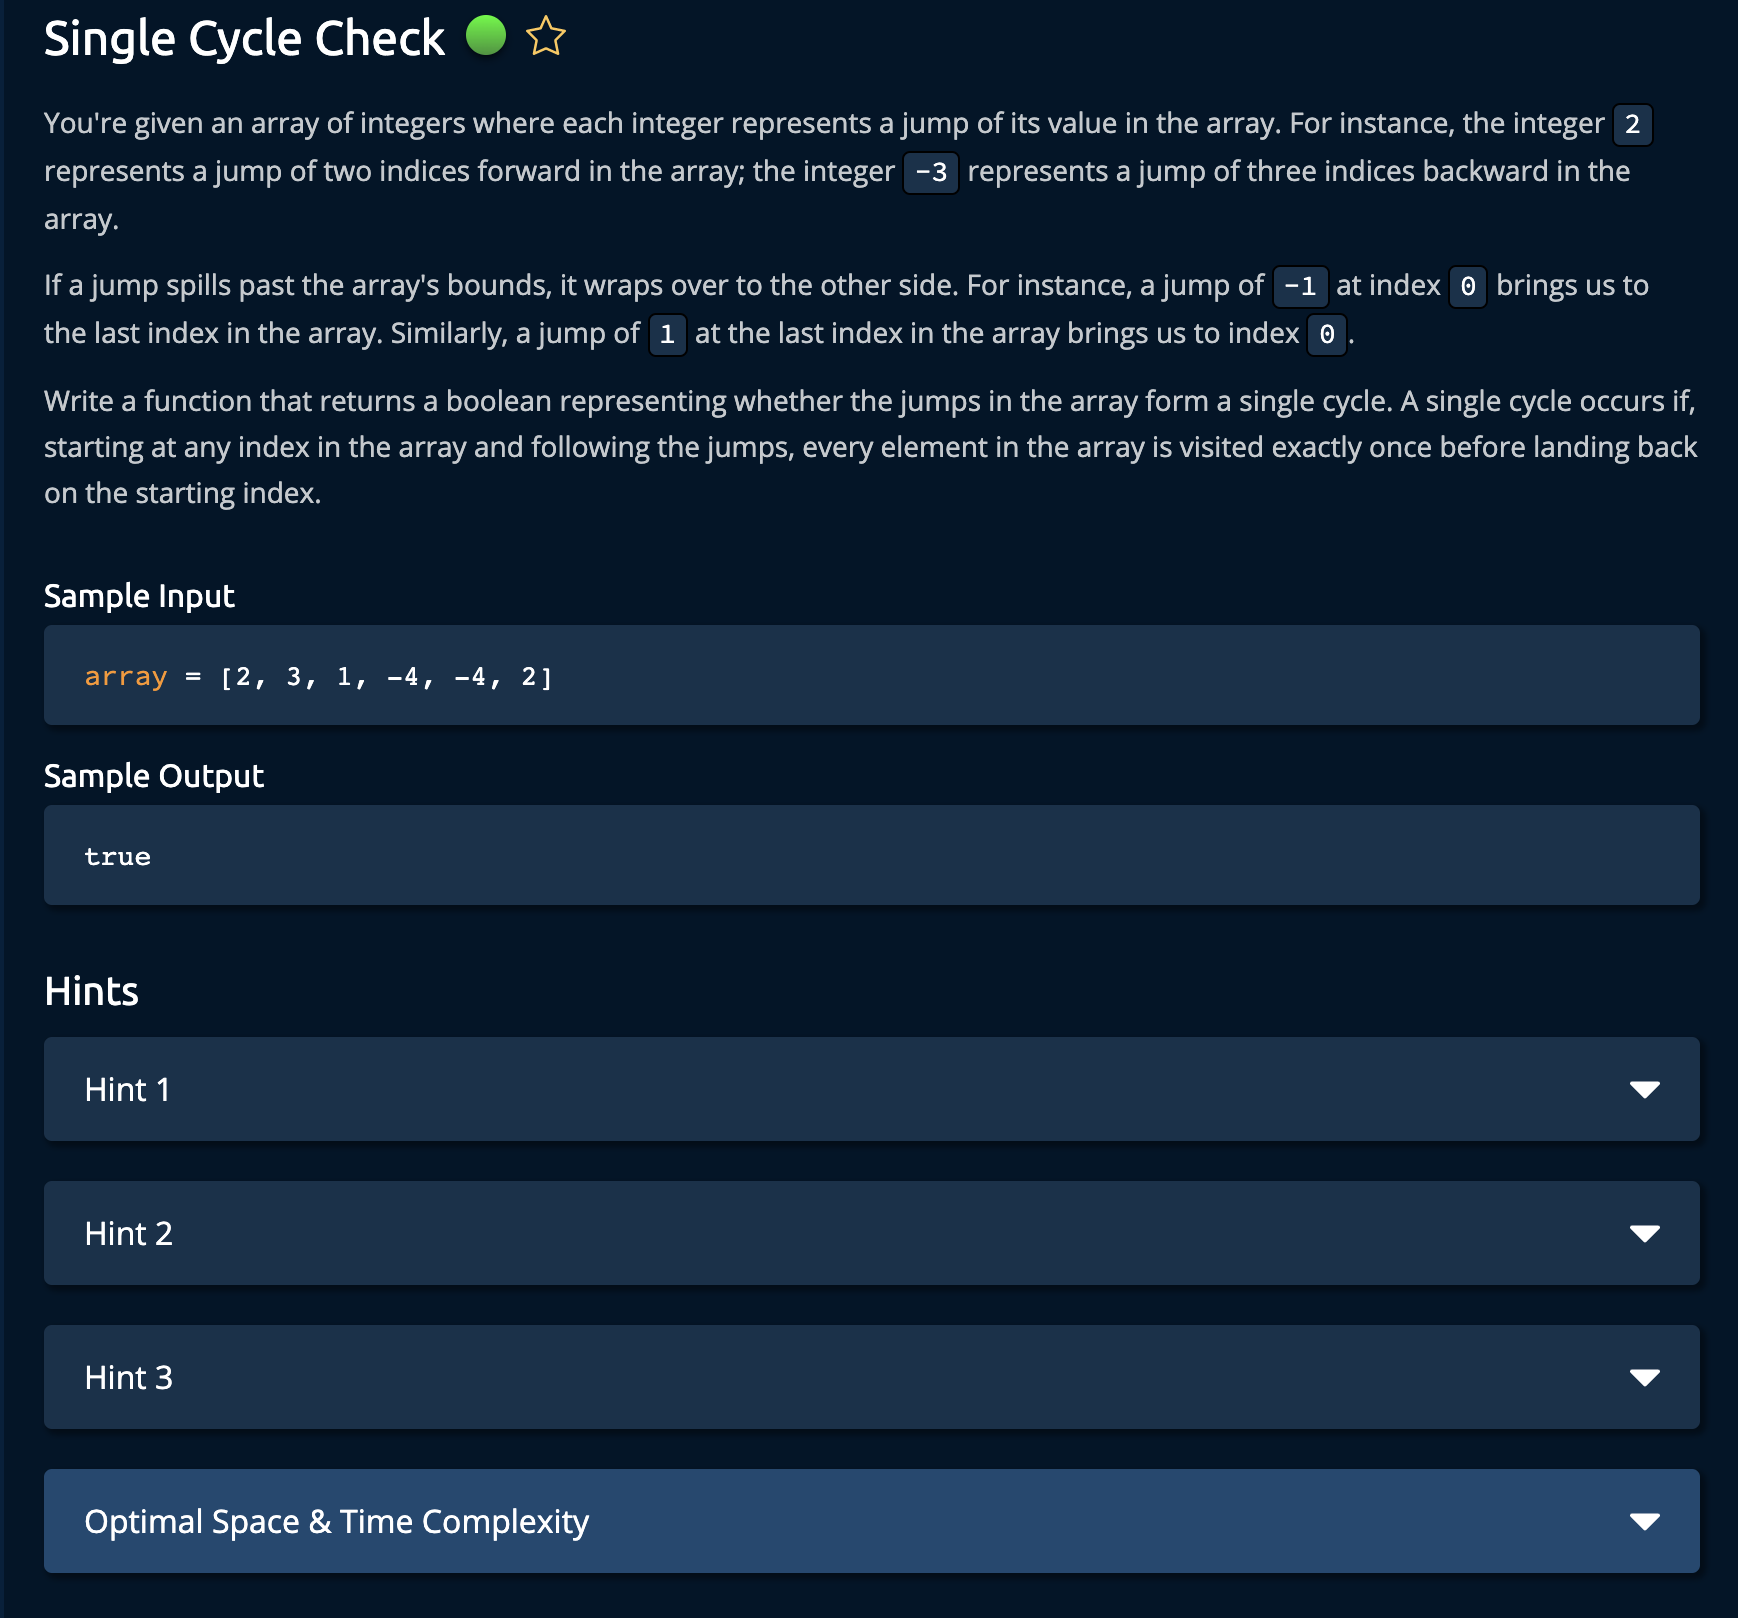 Single Cycle Check
You're given an array of integers where each integer represents a jump of its value in the array. For instance, the integer 2
represents a jump of two indices forward in the array; the integer -3 represents a jump of three indices backward in the
array.
If a jump spills past the array's bounds, it wraps over to the other side. For instance, a jump of -1 at index 0 brings us to
the last index in the array. Similarly, a jump of 1 at the last index in the array brings us to index 0.
Write a function that returns a boolean representing whether the jumps in the array form a single cycle. A single cycle occurs if,
starting at any index in the array and following the jumps, every element in the array is visited exactly once before landing back
on the starting index.
Sample Input
array = [2, 3, 1, -4, -4, 2]
Sample Output
true
Hints
Hint 1
Hint 2
Hint 3
Optimal Space & Time Complexity